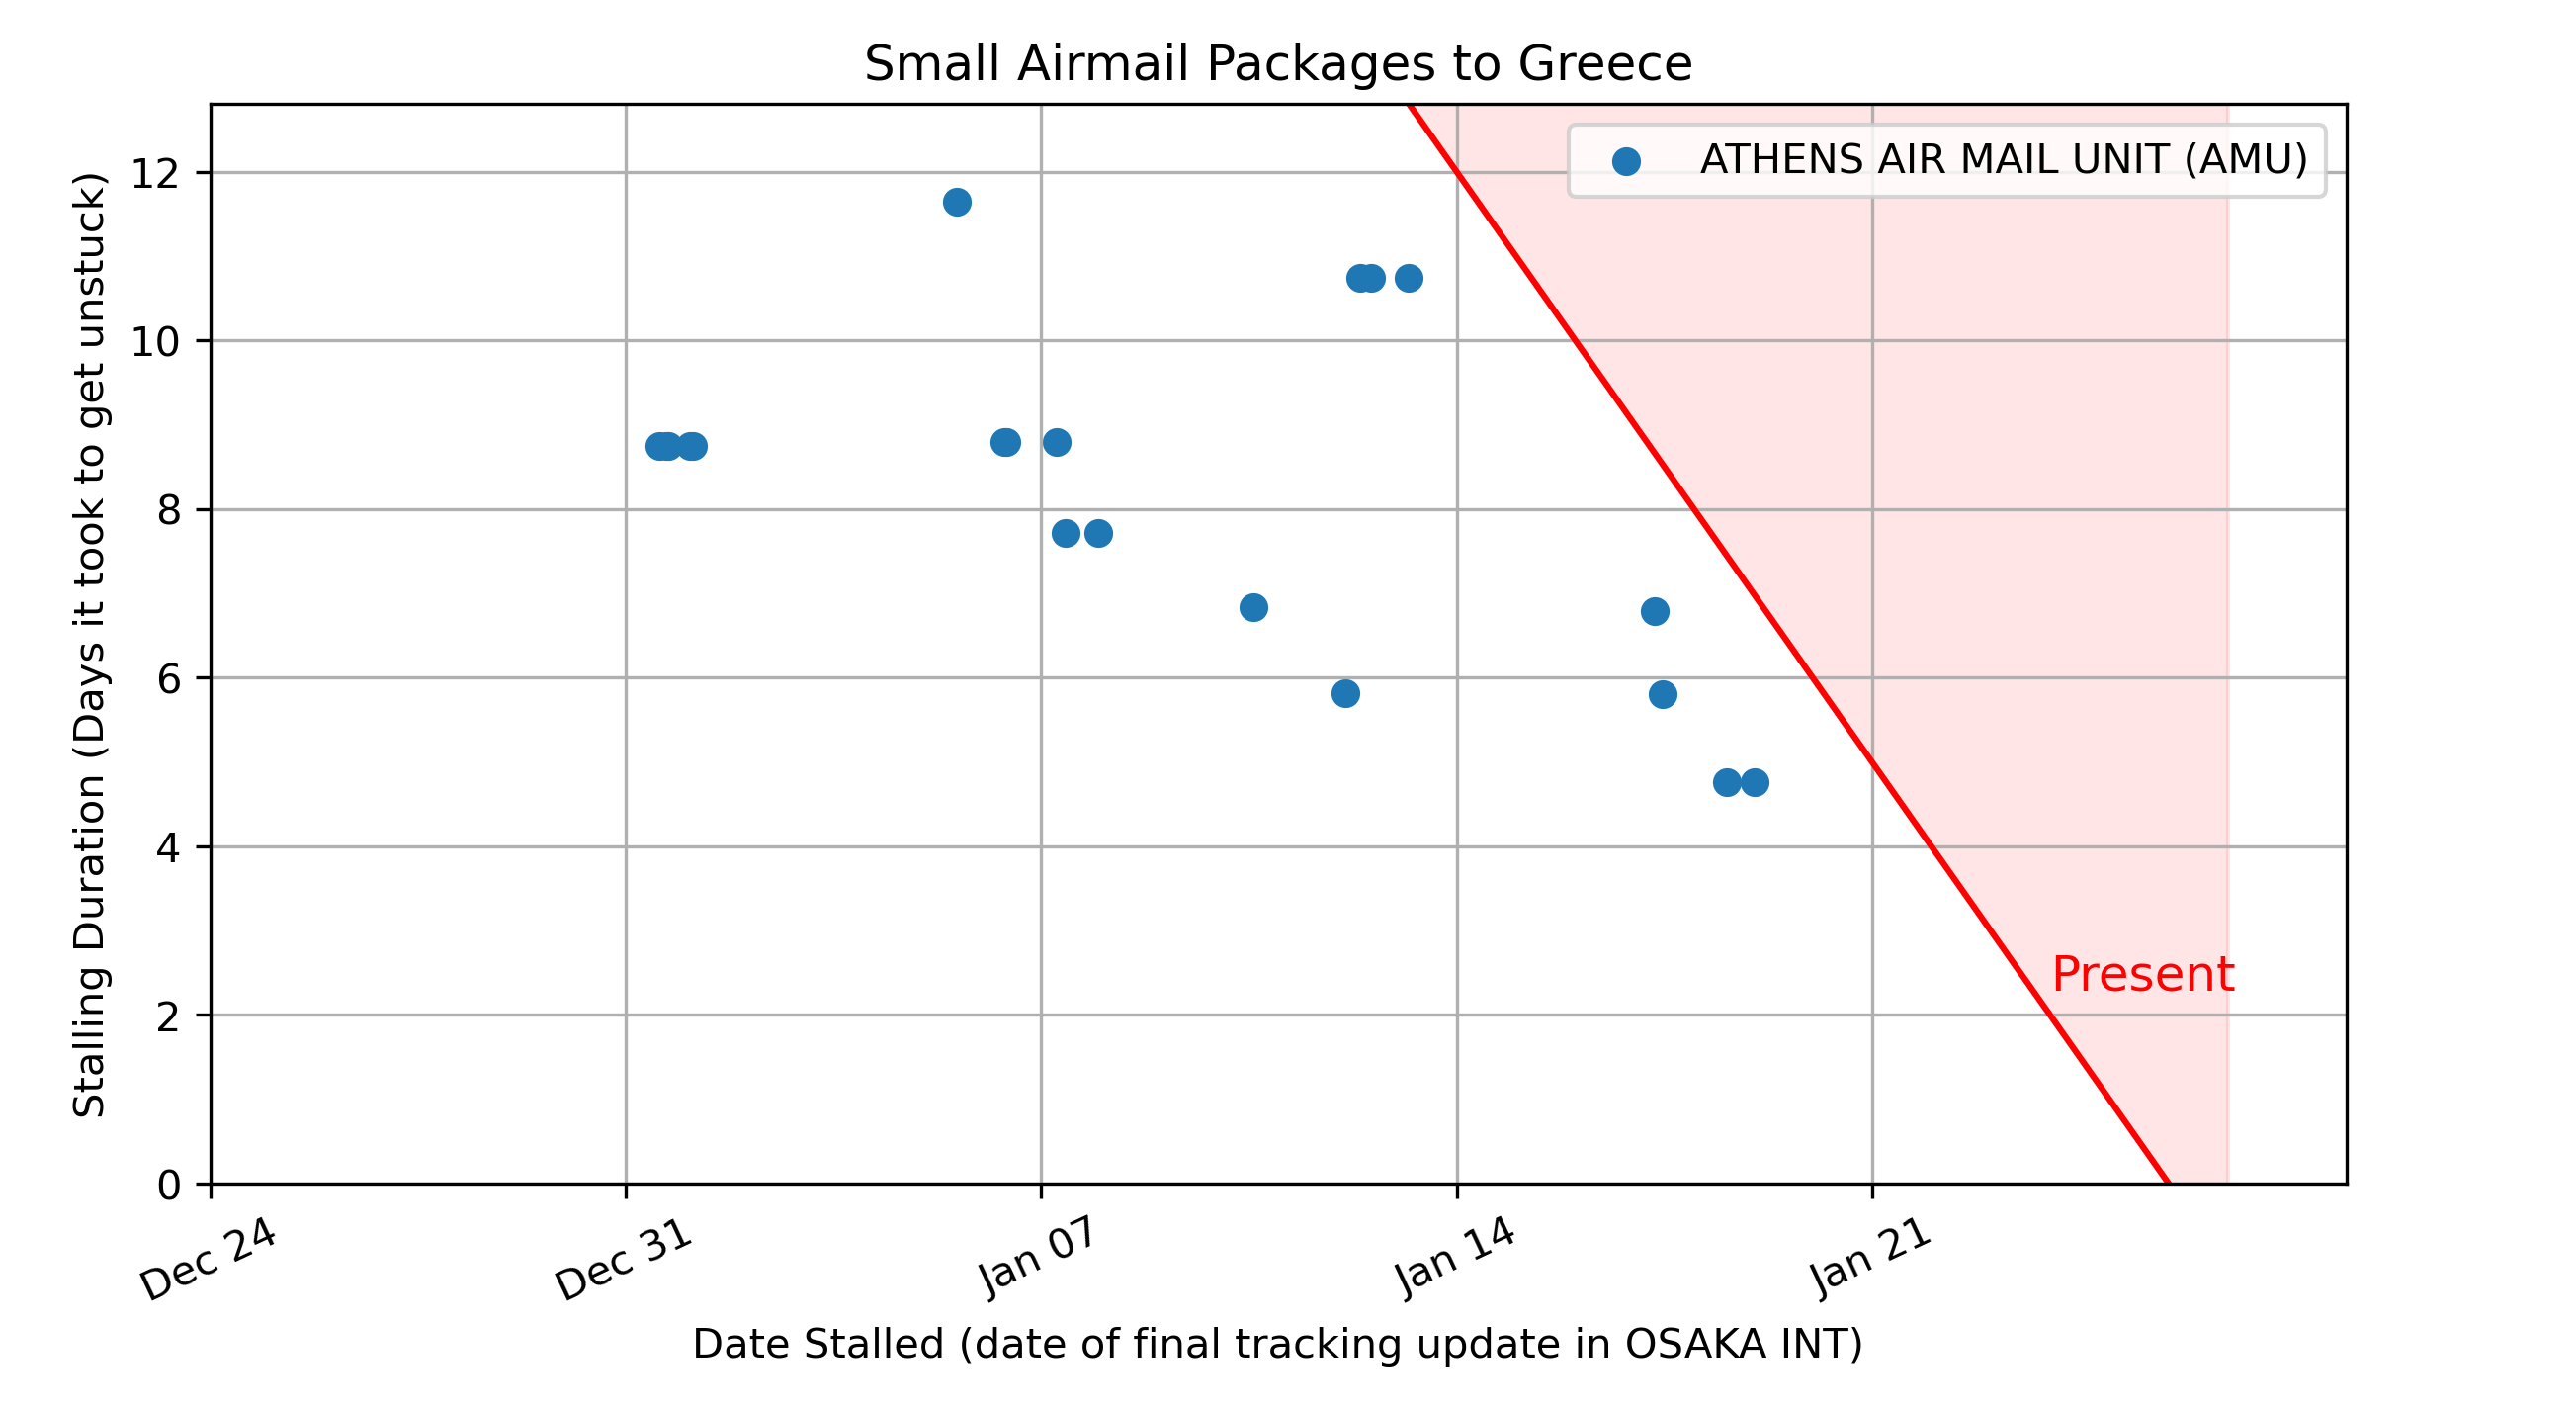 Small Airmail Packages to Greece
ATHENS AIR MAIL UNIT (AMU)
Stalling Duration (Days it took to get unstuck)
12
10
8
6
4
2
0
Present
Dec 24
Dec 31
Jan 07
Jan 14
Jan 21
Date Stalled (date of final tracking update in OSAKA INT)